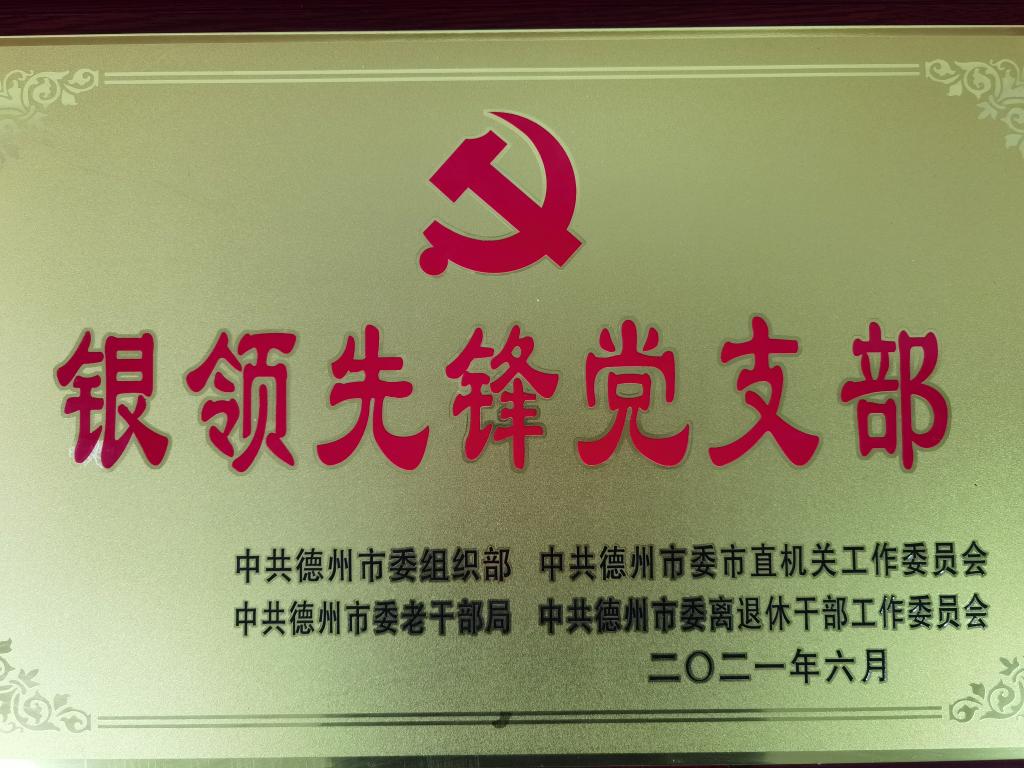 银领先锋党支部
中共德州市委组织部 中共德州市委市直机关工作委员会
中共德州市委老干部局 中共德州市委离退休干部工作委员会
二〇二一年六月